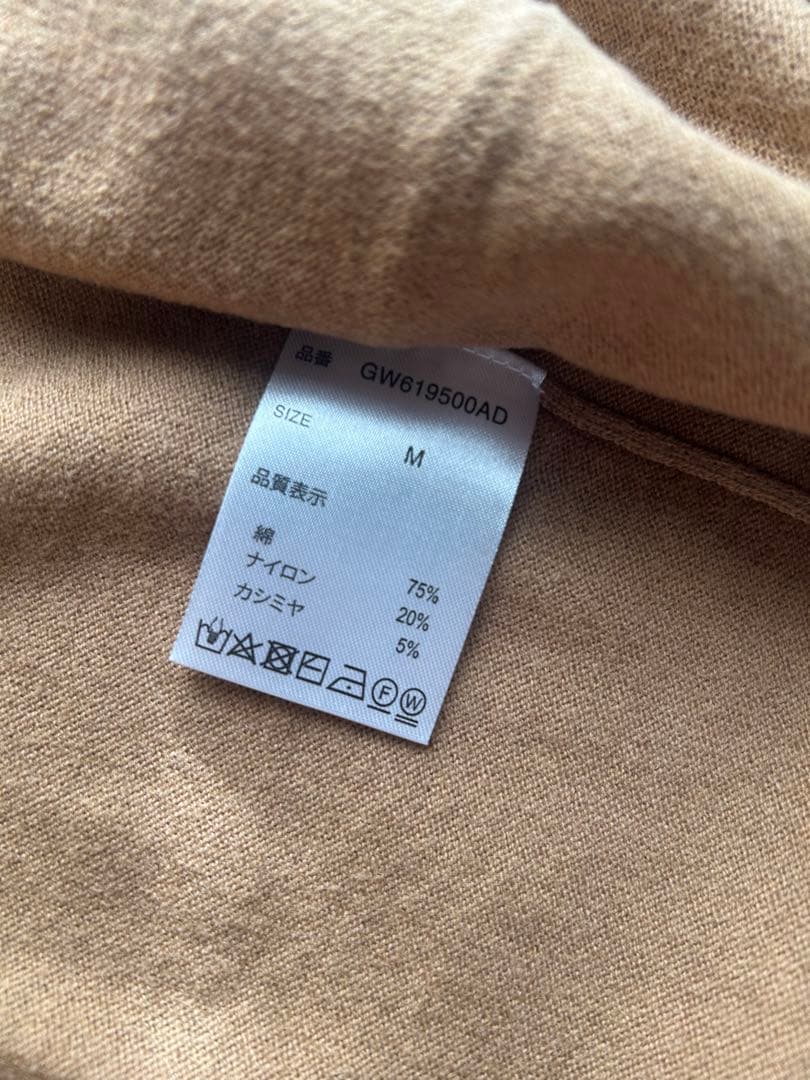 品番 GW619500AD
SIZE
M
品質表示
綿 75%
ナイロン 20%
カシミヤ 5%
F W